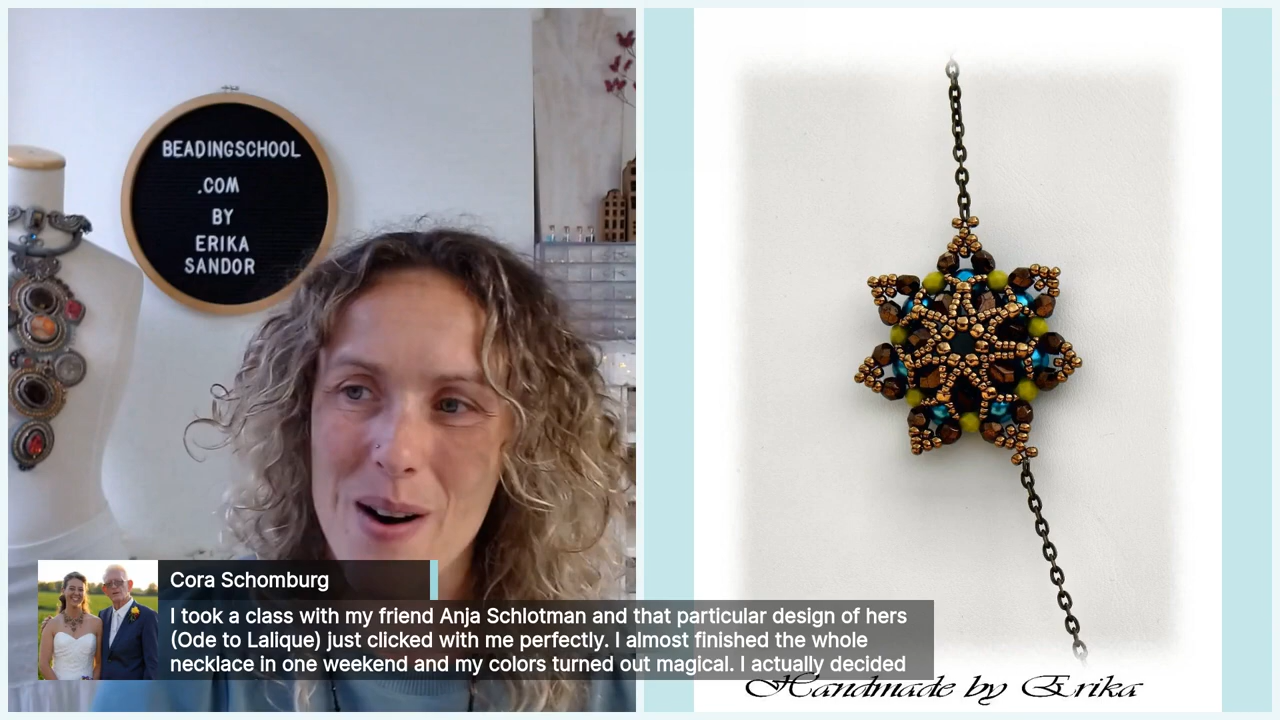 BEADINGSCHOOL
.COM
BY
ERIKA
SANDOR
Cora Schomburg
I took a class with my friend Anja Schlotman and that particular design of hers
(Ode to Lalique) just clicked with me perfectly. I almost finished the whole
necklace in one weekend and my colors turned out magical. I actually decided
Handmade by Erika